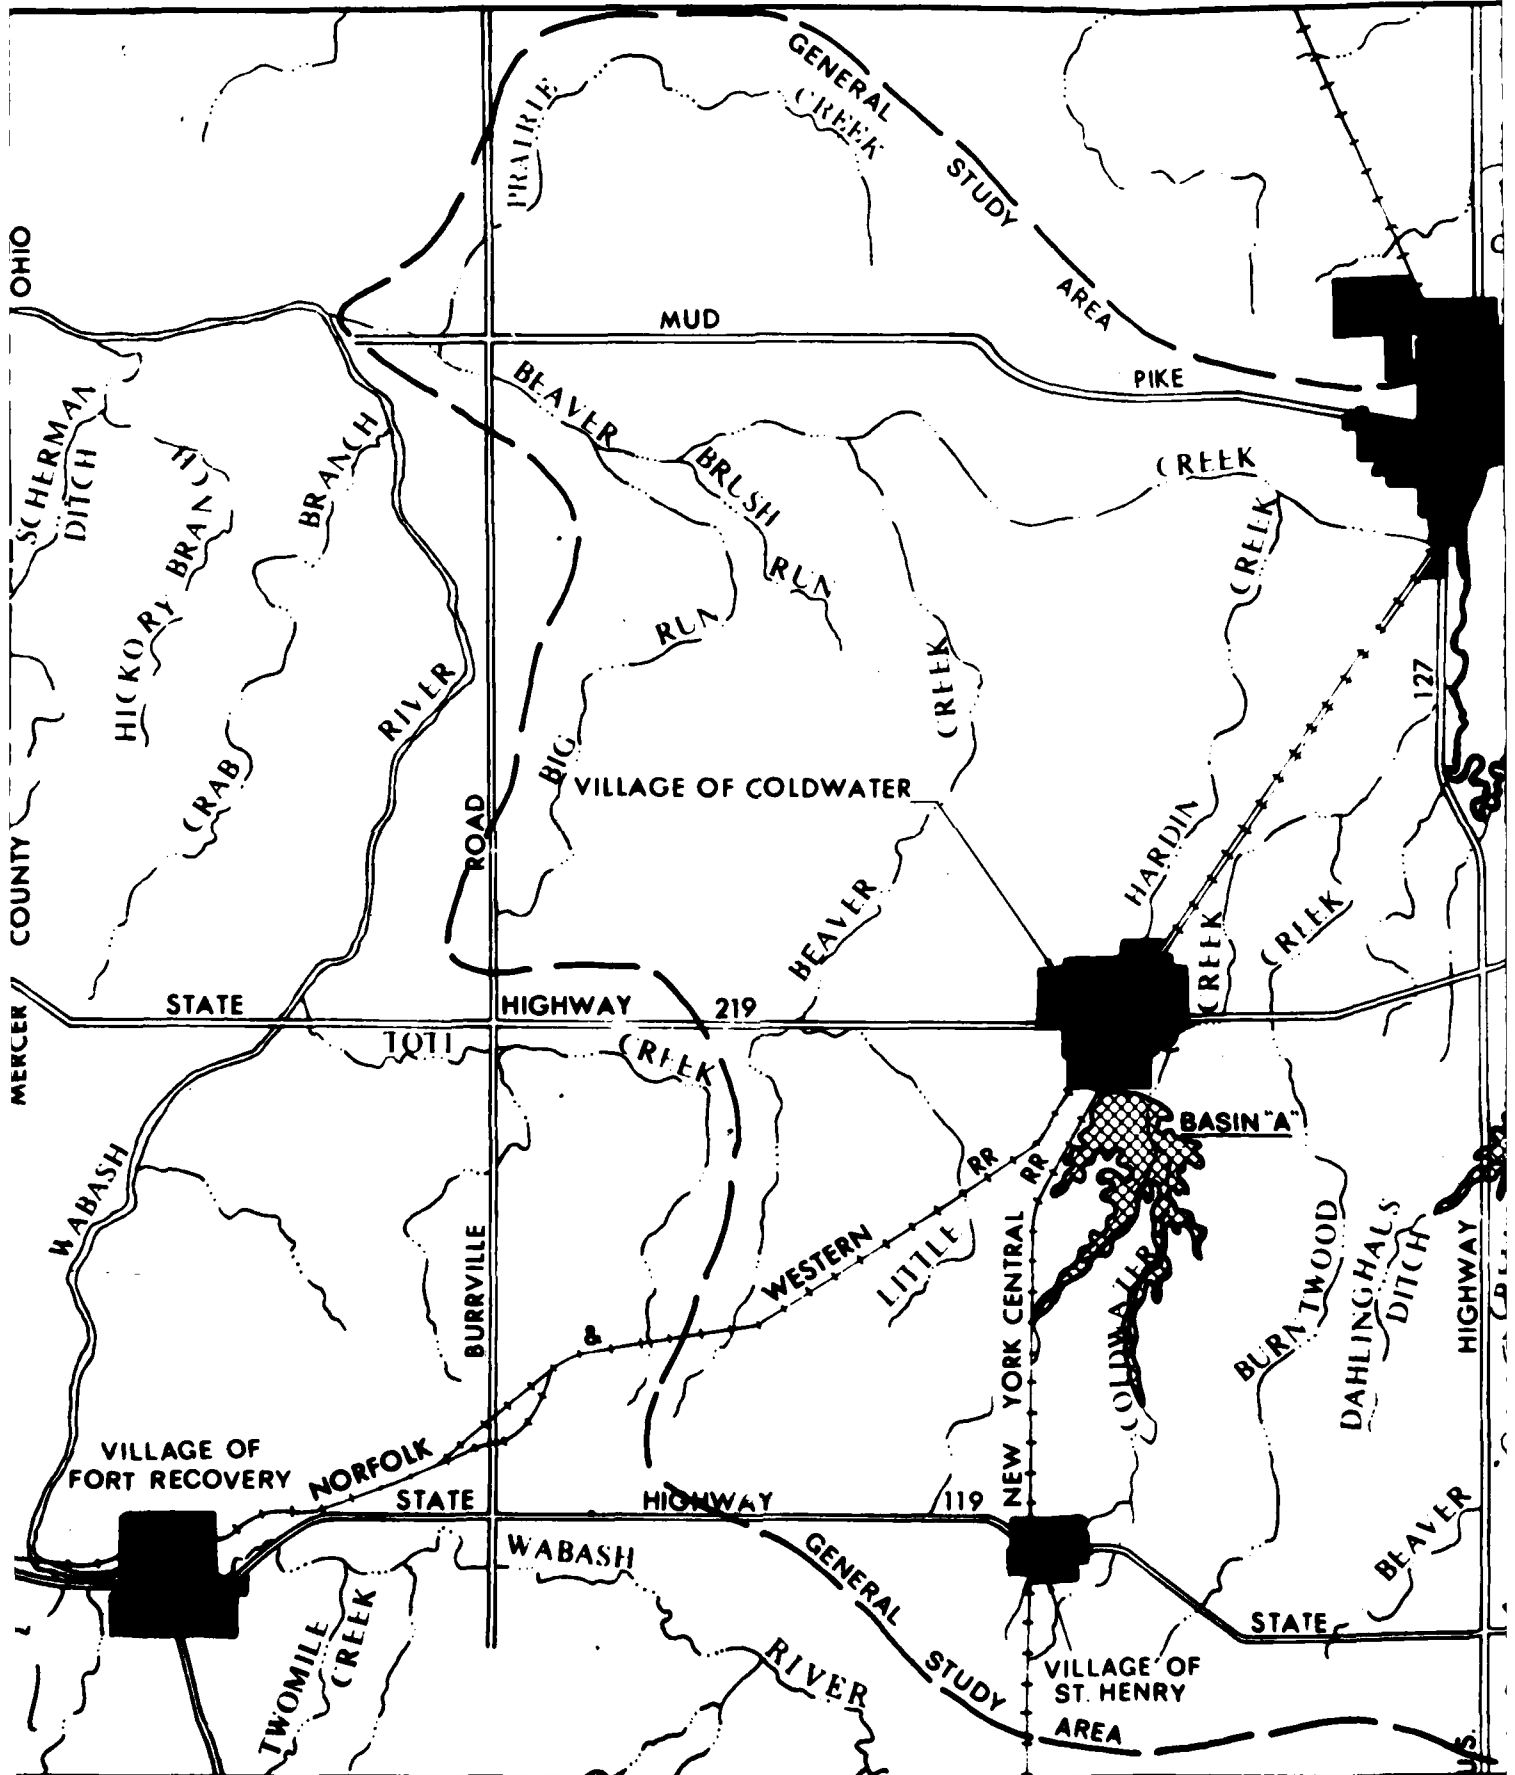 GENERAL
STUDY
AREA
PRAIRIE
CREEK
OHIO
MUD
PIKE
BEAVER
CREEK
BRUSH
RUN
SCHERMAN
DITCH
HICKORY BRANCH
CRAB
BRANCH
RIVER
BIG
RUN
CREEK
HARDIN
CREEK
127
VILLAGE OF COLDWATER
ROAD
BEAVER
CREEK
CREEK
MERCER COUNTY
STATE
HIGHWAY
219
TOTI
CREEK
BASIN "A"
WABASH
RR
RR
WESTERN
LITTLE
BURRVILLE
&
NEW YORK CENTRAL
COLDWATER
BURNTWOOD
DAHLINGHAUS
DITCH
HIGHWAY
VILLAGE OF
FORT RECOVERY
NORFOLK
STATE
HIGHWAY
119
BEAVER
WABASH
RIVER
GENERAL
STUDY
AREA
STATE
TWOMILE
CREEK
VILLAGE OF
ST. HENRY
U.S.